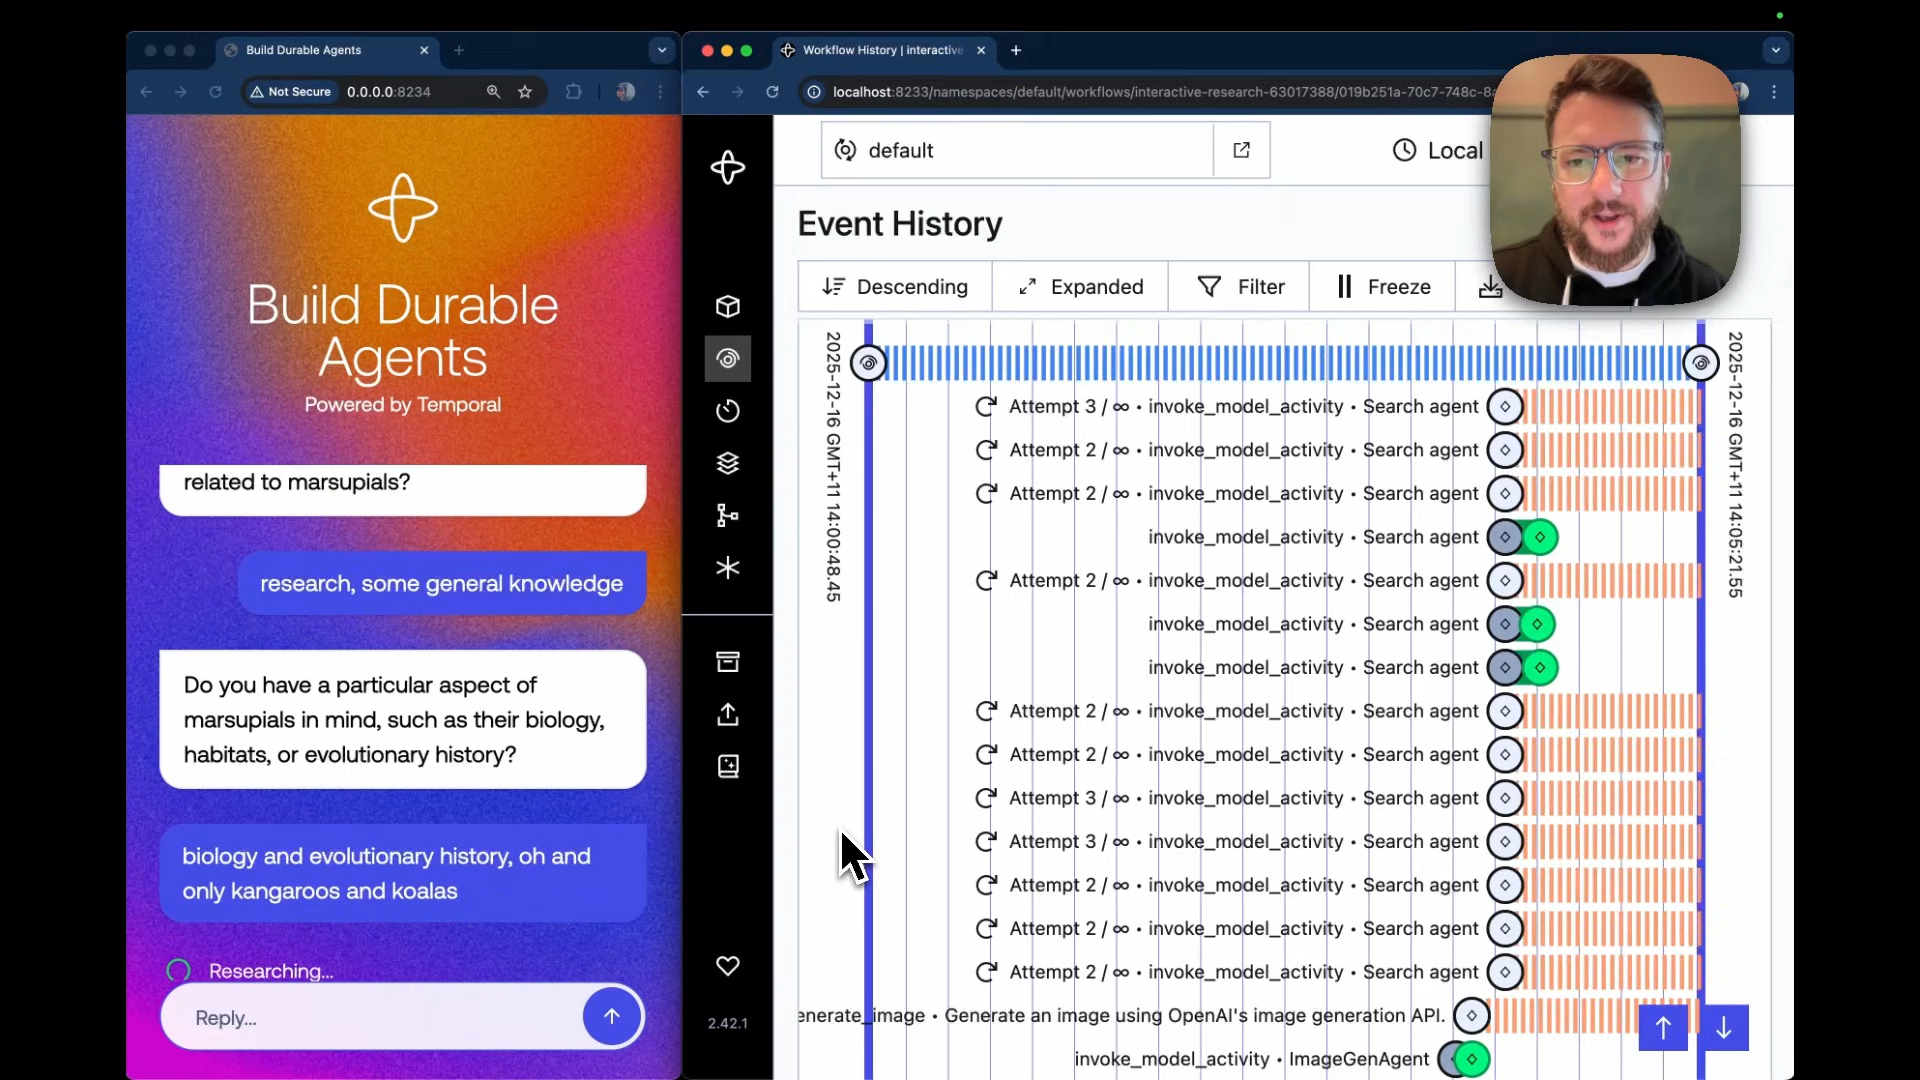 Build Durable Agents
Not Secure
0.0.0.0:8234
Build Durable
Agents
Powered by Temporal
related to marsupials?
research, some general knowledge
Do you have a particular aspect of
marsupials in mind, such as their biology,
habitats, or evolutionary history?
biology and evolutionary history, oh and
only kangaroos and koalas
Researching...
Reply...
Workflow History | interactive
localhost:8233/namespaces/default/workflows/interactive-research-63017388/019b251a-70c7-748c-8a
default
Local
Event History
Descending
Expanded
Filter
Freeze
2025-12-16 GMT+11 14:00:48.45
2025-12-16 GMT+11 14:05:21.55
Attempt 3 / ∞ • invoke_model_activity • Search agent
Attempt 2 / ∞ • invoke_model_activity • Search agent
Attempt 2 / ∞ • invoke_model_activity • Search agent
invoke_model_activity • Search agent
Attempt 2 / ∞ • invoke_model_activity • Search agent
invoke_model_activity • Search agent
invoke_model_activity • Search agent
Attempt 2 / ∞ • invoke_model_activity • Search agent
Attempt 2 / ∞ • invoke_model_activity • Search agent
Attempt 3 / ∞ • invoke_model_activity • Search agent
Attempt 3 / ∞ • invoke_model_activity • Search agent
Attempt 2 / ∞ • invoke_model_activity • Search agent
Attempt 2 / ∞ • invoke_model_activity • Search agent
Attempt 2 / ∞ • invoke_model_activity • Search agent
enerate_image • Generate an image using OpenAI's image generation API.
invoke_model_activity • ImageGenAgent
2.42.1